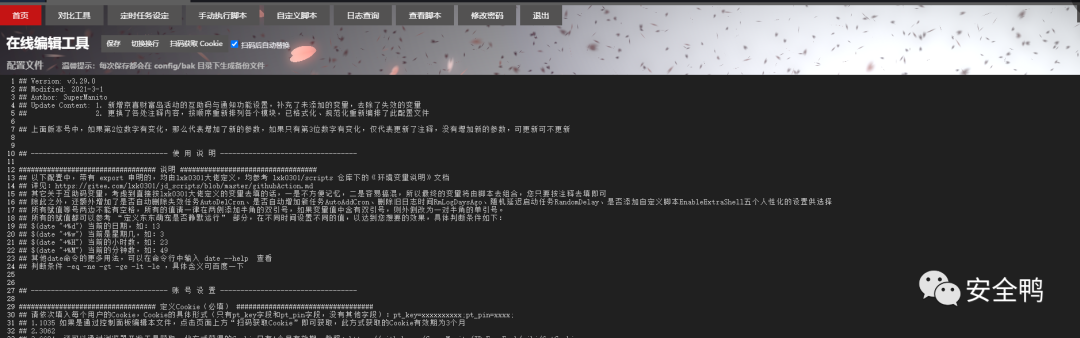 首页 对比工具 定时任务设定 手动执行脚本 自定义脚本 日志查询 查看脚本 修改密码 退出
在线编辑工具 保存 切换换行 扫码获取 Cookie 扫码后自动替换
配置文件 温馨提示：每次保存都会在 config/bak 目录下生成备份文件
1 ## Version: v3.29.0
2 ## Modified: 2021-3-1
3 ## Author: SuperManito
4 ## Update Content: 1. 新增京喜财富岛活动的互助码与通知功能设置，补充了未添加的变量，去除了失效的变量
5 ## 2. 更换了各处注释内容，按顺序重新排列各个模块，已格式化、规范化重新编排了此配置文件
6
7 ## 上面版本号中，如果第2位数字有变化，那么代表增加了新的参数，如果只有第3位数字有变化，仅代表更新了注释，没有增加新的参数，可更新可不更新
8
9
10 ## -------------------------------- 使 用 说 明 --------------------------------
11
12 ################################ 说明 ################################
13 ## 以下配置中，带有 export 申明的，均由lxk0301大佬定义，均参考 lxk0301/scripts 仓库下的《环境变量说明》文档
14 ## 详见：https://gitee.com/lxk0301/jd_scripts/blob/master/githubAction.md
15 ## 其它关于互助码变量，考虑到直接按lxk0301大佬定义的变量去填的话，一是不方便记忆，二是容易搞混，所以最终的变量将由脚本去组合，您只要按注释去填即可
16 ## 除此之外，还额外增加了是否自动删除失效任务AutoDelCron、是否自动增加新任务AutoAddCron、删除旧日志时间RmLogDaysAgo、随机延迟启动任务RandomDelay、是否添加自定义脚本EnableExtraShell五个人性化的设置供选择
17 ## 所有赋值等号两边不能有空格，所有的值请一律在两侧添加半角的双引号，如果变量值中含有双引号，则外侧改为一对半角的单引号。
18 ## 所有的赋值都可以参考 “定义东东萌宠是否静默运行” 部分，在不同时间设置不同的值，以达到您想要的效果，具体判断条件如下：
19 ## $(date "+%d") 当前的日期，如：13
20 ## $(date "+%w") 当前是星期几，如：3
21 ## $(date "+%H") 当前的小时数，如：23
22 ## $(date "+%M") 当前的分钟数，如：49
23 ## 其他date命令的更多用法，可以在命令行中输入 date --help 查看
24 ## 判断条件 -eq -ne -gt -ge -lt -le ，具体含义可百度一下
25
26
27 ## -------------------------------- 账 号 设 置 --------------------------------
28
29 ################################ 定义Cookie（必填） ################################
30 ## 请依次填入每个用户的Cookie，Cookie的具体形式（只有pt_key字段和pt_pin字段，没有其他字段）：pt_key=xxxxxxxxxx;pt_pin=xxxx;
31 ## 1.1035 如果是通过控制面板编辑本文件，点击页面上方“扫码获取Cookie”即可获取，此方式获取的Cookie有效期为3个月
32 ## 2.3062
安全鸭